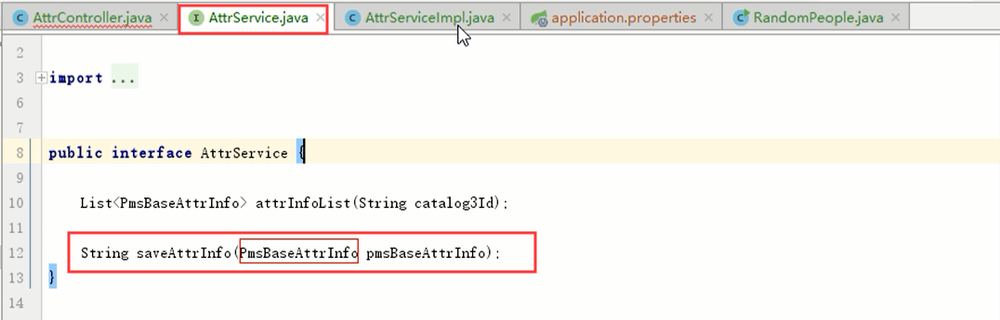 AttrController.java AttrService.java AttrServiceImpl.java application.properties RandomPeople.java
2
3 import ...
6
7
8 public interface AttrService {
9
10 List<PmsBaseAttrInfo> attrInfoList(String catalog3Id);
11
12 String saveAttrInfo(PmsBaseAttrInfo pmsBaseAttrInfo);
13 }
14